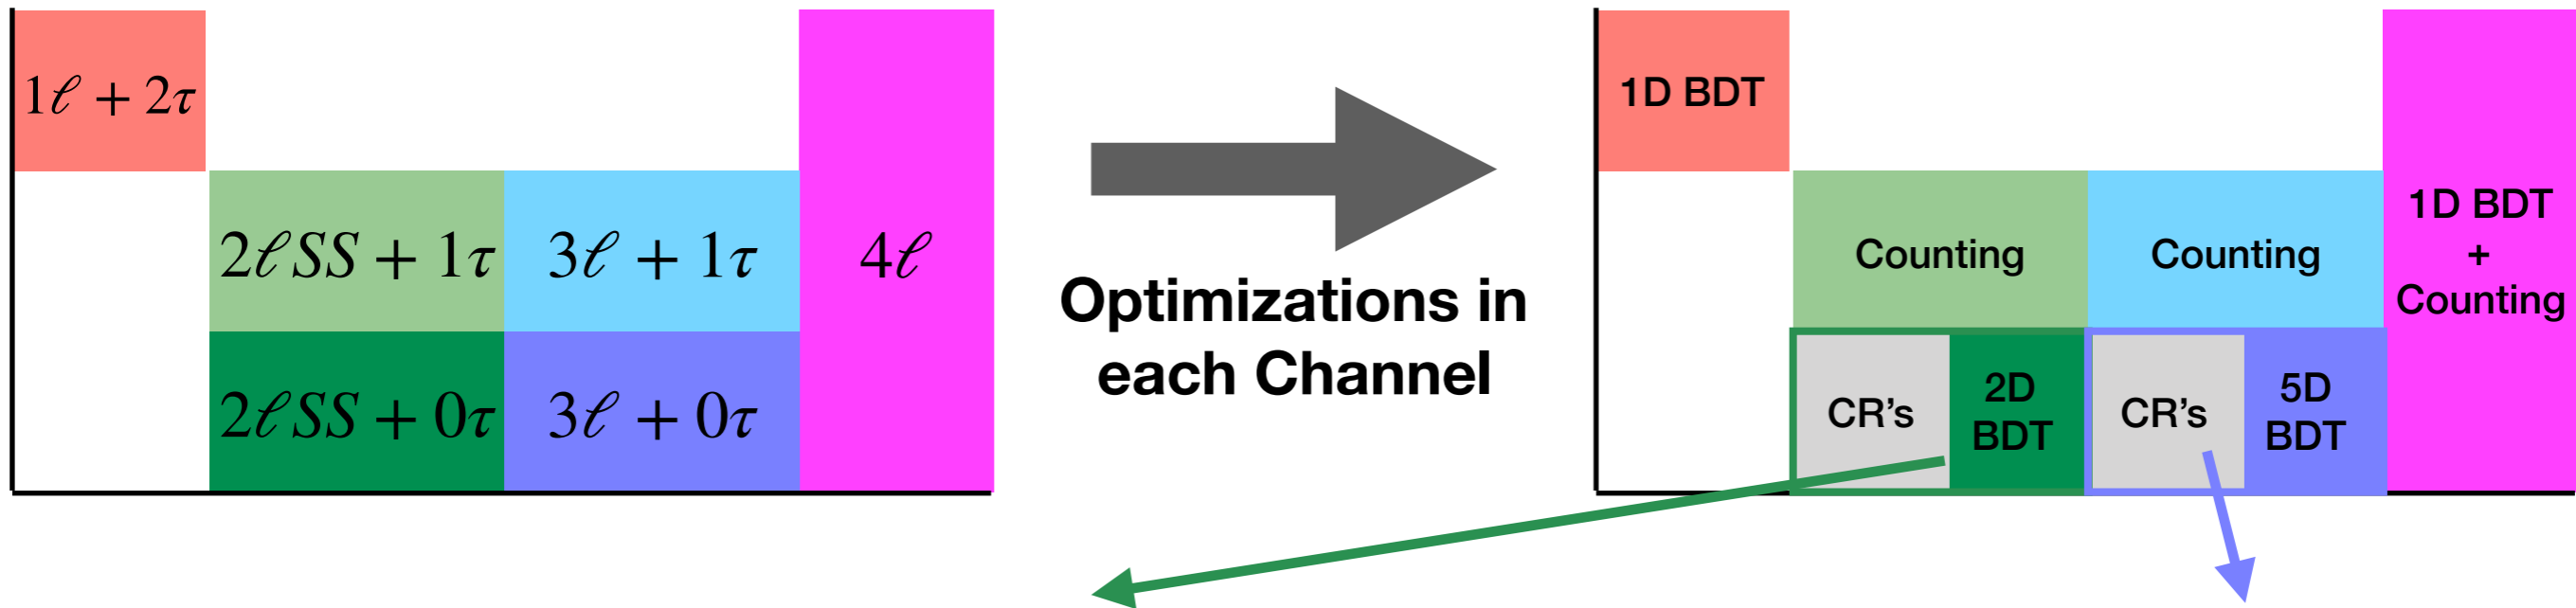 1ℓ + 2τ
2ℓSS + 1τ
3ℓ + 1τ
4ℓ
2ℓSS + 0τ
3ℓ + 0τ
Optimizations in
each Channel
1D BDT
Counting
Counting
1D BDT
+
Counting
CR's
2D
BDT
CR's
5D
BDT